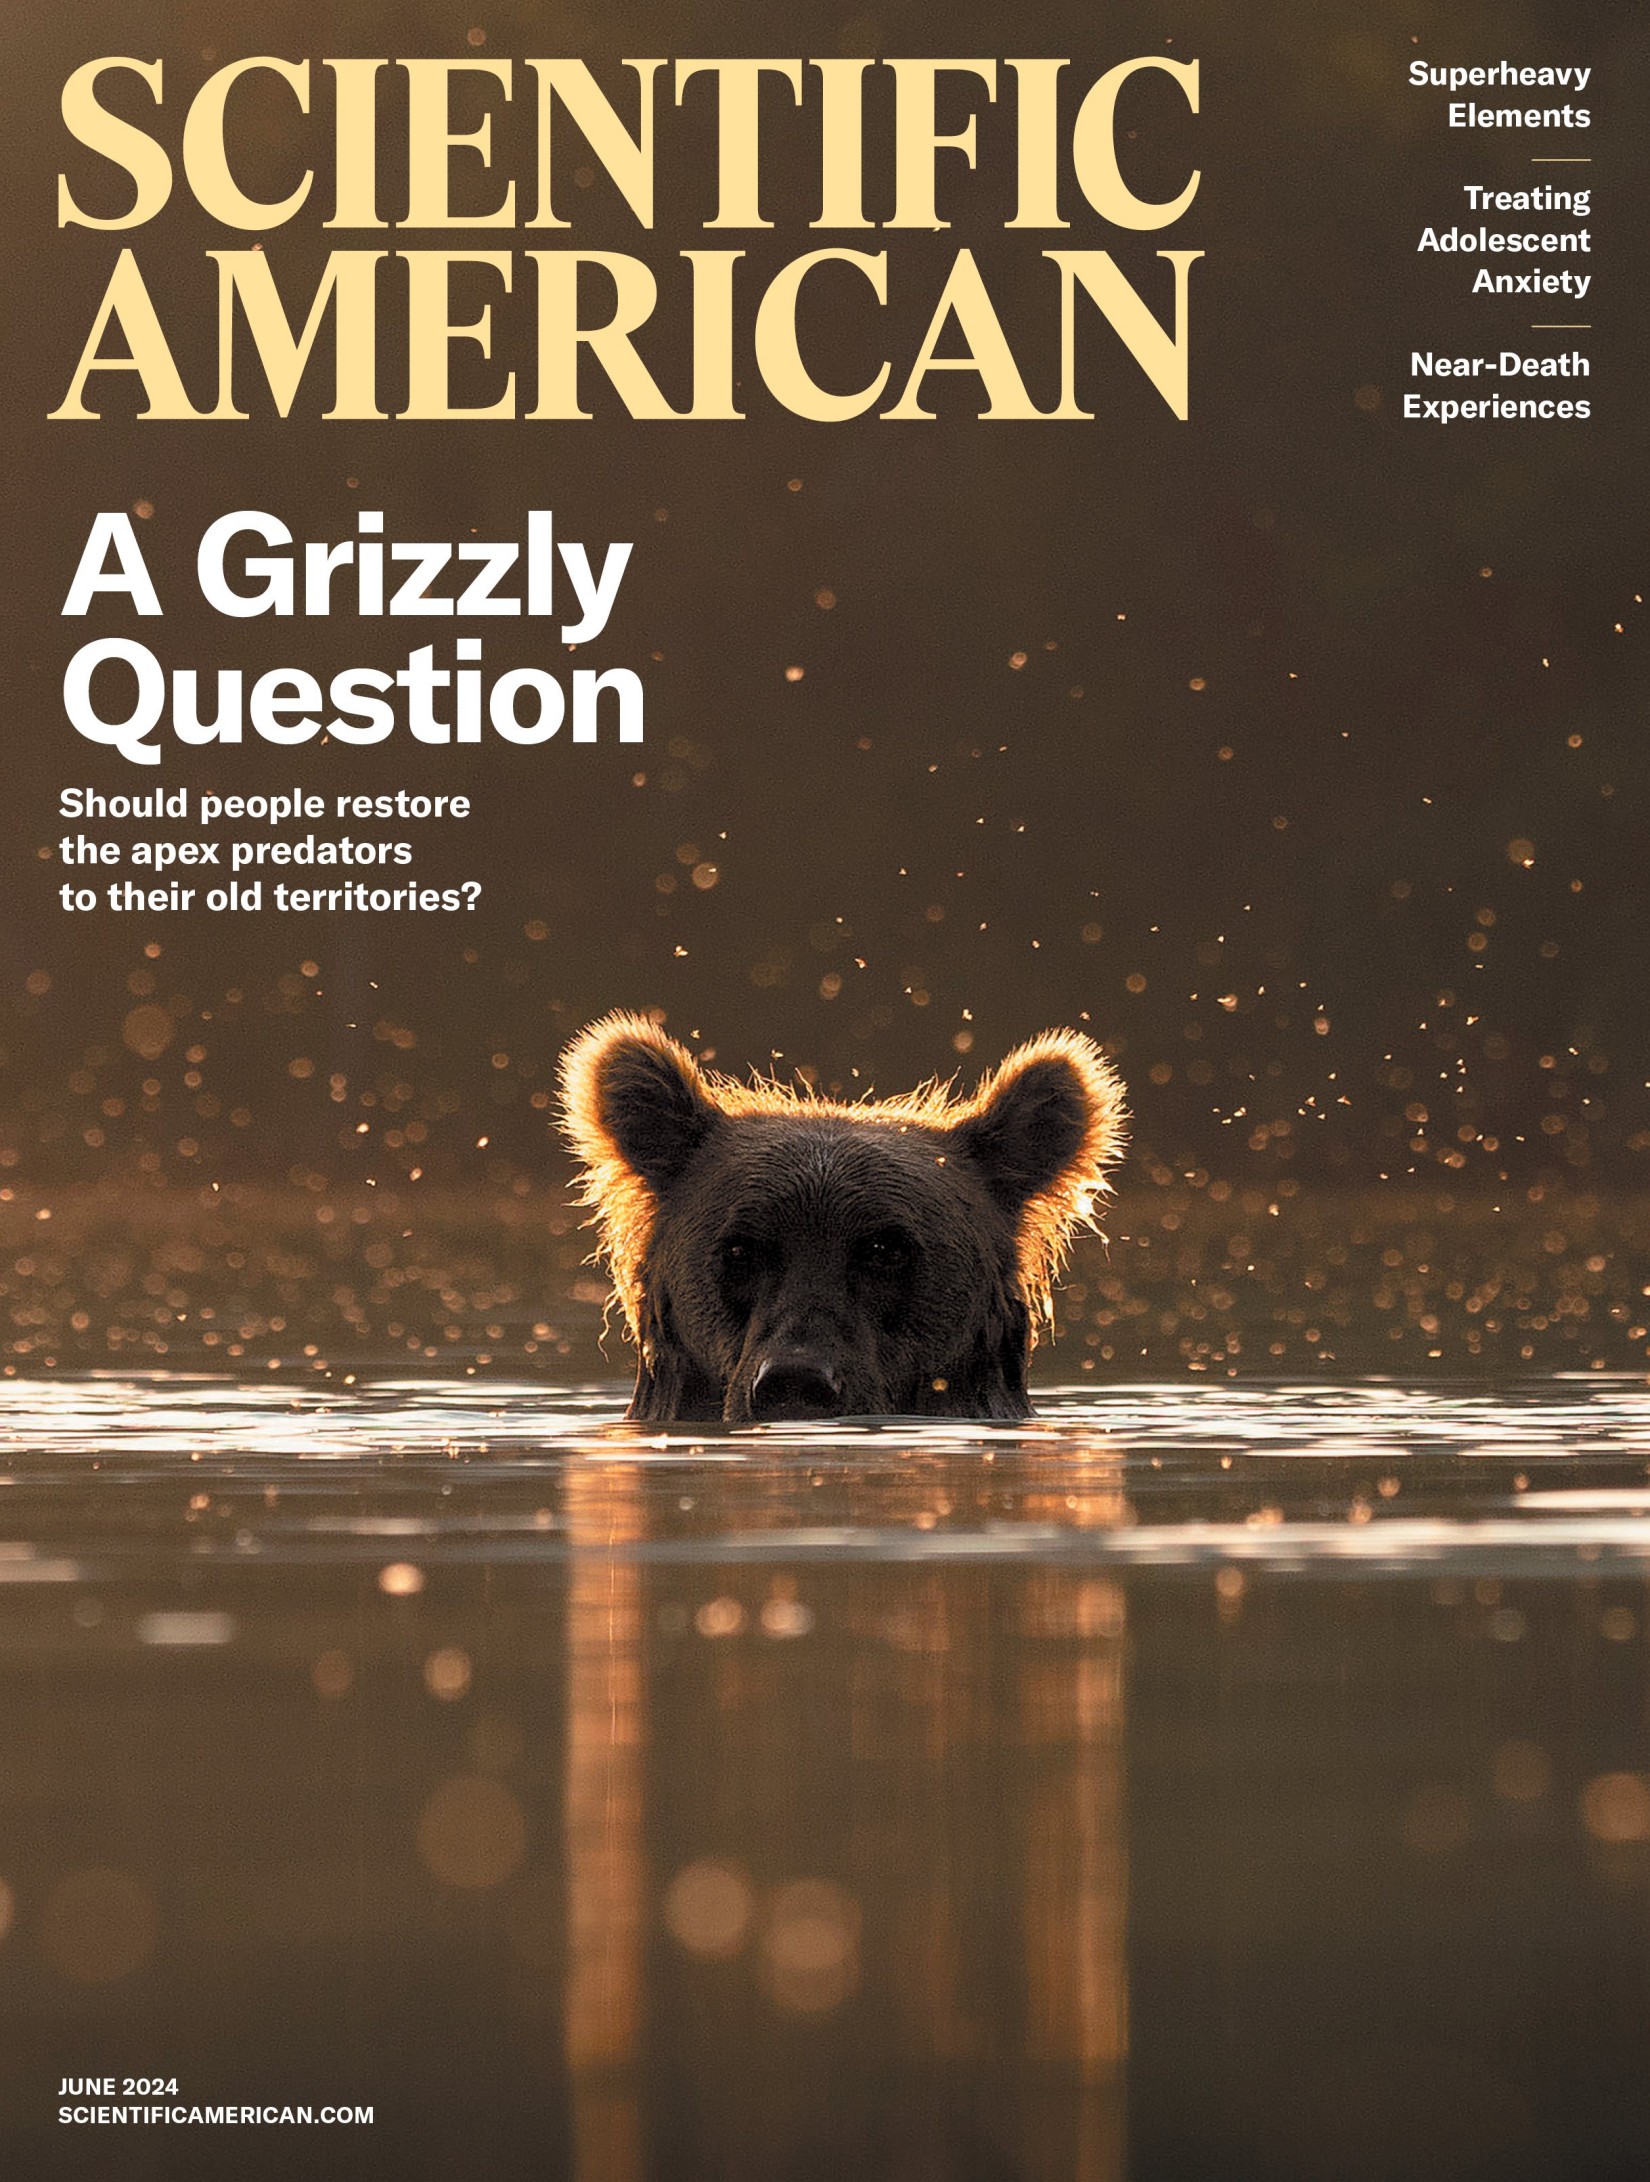 SCIENTIFIC
AMERICAN
Superheavy
Elements
Treating
Adolescent
Anxiety
Near-Death
Experiences
A Grizzly
Question
Should people restore
the apex predators
to their old territories?
JUNE 2024
SCIENTIFICAMERICAN.COM